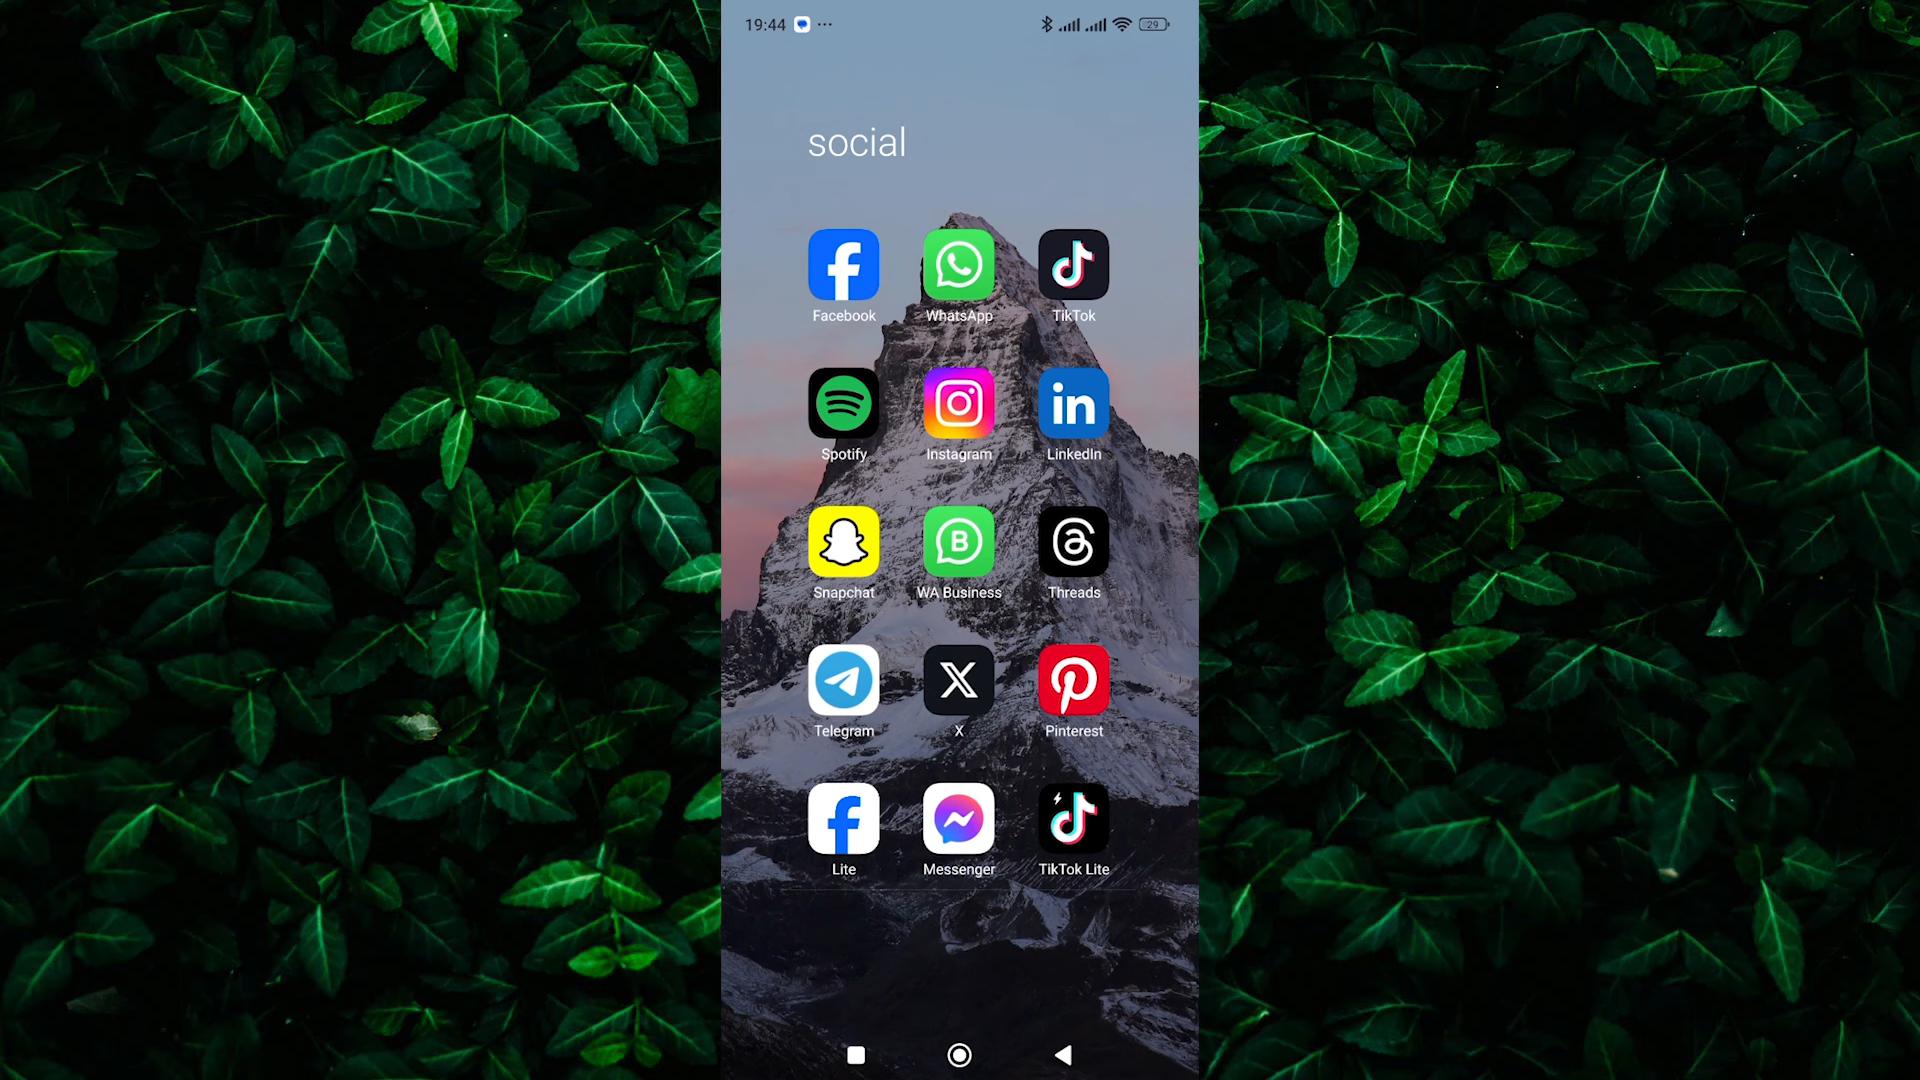 19:44 29
social
Facebook WhatsApp TikTok
Spotify Instagram LinkedIn
Snapchat WA Business Threads
Telegram X Pinterest
Lite Messenger TikTok Lite